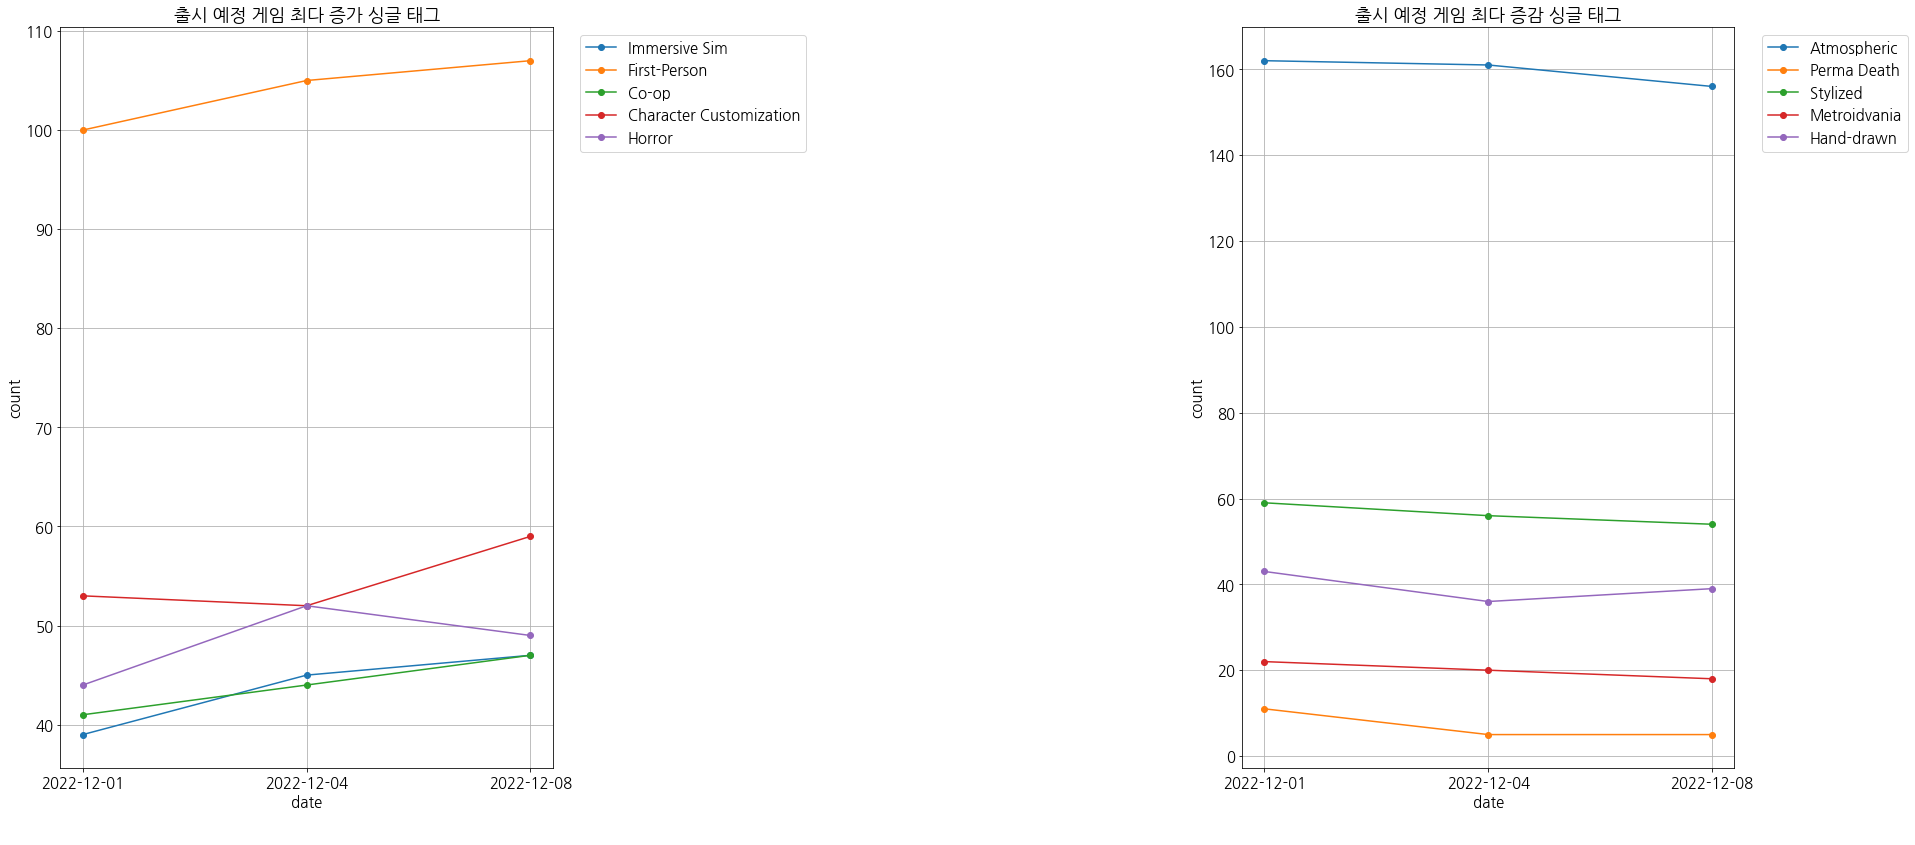 출시 예정 게임 최다 증가 싱글 태그
110
100
90
80
70
60
50
40
count
2022-12-01
2022-12-04
2022-12-08
date
Immersive Sim
First-Person
Co-op
Character Customization
Horror
출시 예정 게임 최다 증감 싱글 태그
160
140
120
100
80
60
40
20
0
count
2022-12-01
2022-12-04
2022-12-08
date
Atmospheric
Perma Death
Stylized
Metroidvania
Hand-drawn